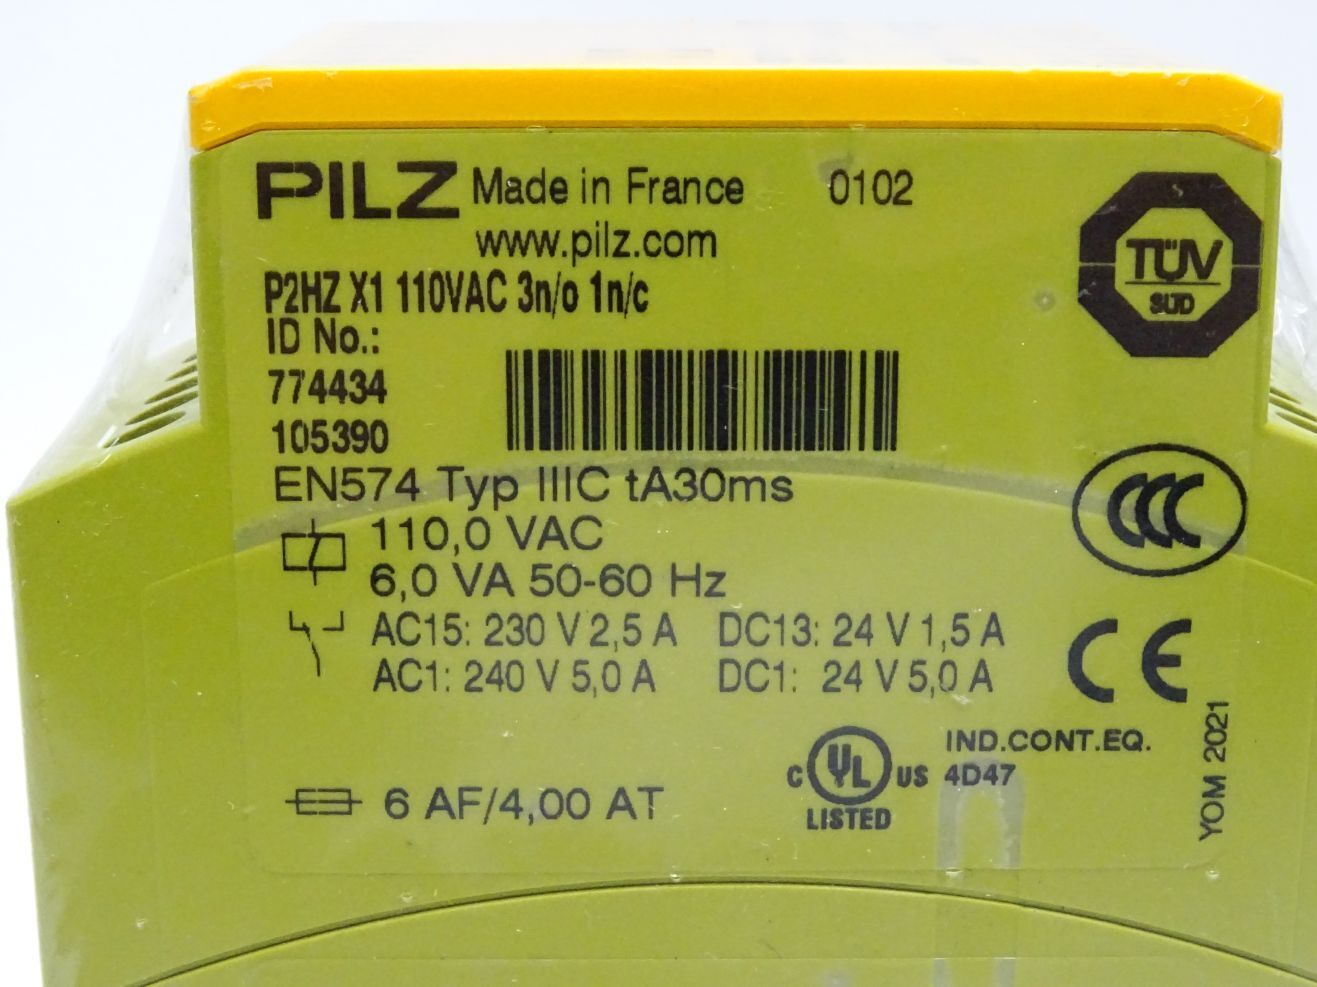 PILZ Made in France 0102
www.pilz.com
P2HZ X1 110VAC 3n/o 1n/c
ID No.:
774434
105390
EN574 Typ IIIC tA30ms
110,0 VAC
6,0 VA 50-60 Hz
AC15: 230 V 2,5 A DC13: 24 V 1,5 A
AC1: 240 V 5,0 A DC1: 24 V 5,0 A
6 AF/4,00 AT
TÜV
SÜD
CCC
CE
YOM 2021
C UL US
LISTED
IND.CONT.EQ.
4D47